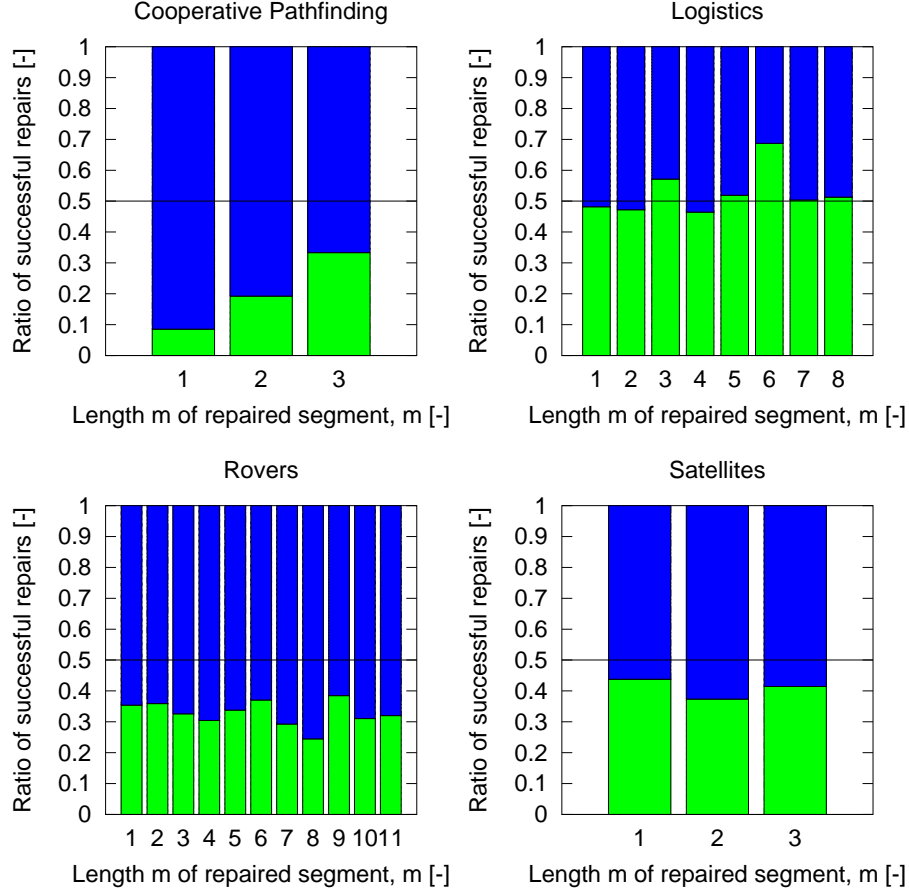 Cooperative Pathfinding
Ratio of successful repairs [-]
1
0.9
0.8
0.7
0.6
0.5
0.4
0.3
0.2
0.1
0
1 2 3
Length m of repaired segment, m [-]
Logistics
Ratio of successful repairs [-]
1
0.9
0.8
0.7
0.6
0.5
0.4
0.3
0.2
0.1
0
1 2 3 4 5 6 7 8
Length m of repaired segment, m [-]
Rovers
Ratio of successful repairs [-]
1
0.9
0.8
0.7
0.6
0.5
0.4
0.3
0.2
0.1
0
1 2 3 4 5 6 7 8 9 10 11
Length m of repaired segment, m [-]
Satellites
Ratio of successful repairs [-]
1
0.9
0.8
0.7
0.6
0.5
0.4
0.3
0.2
0.1
0
1 2 3
Length m of repaired segment, m [-]